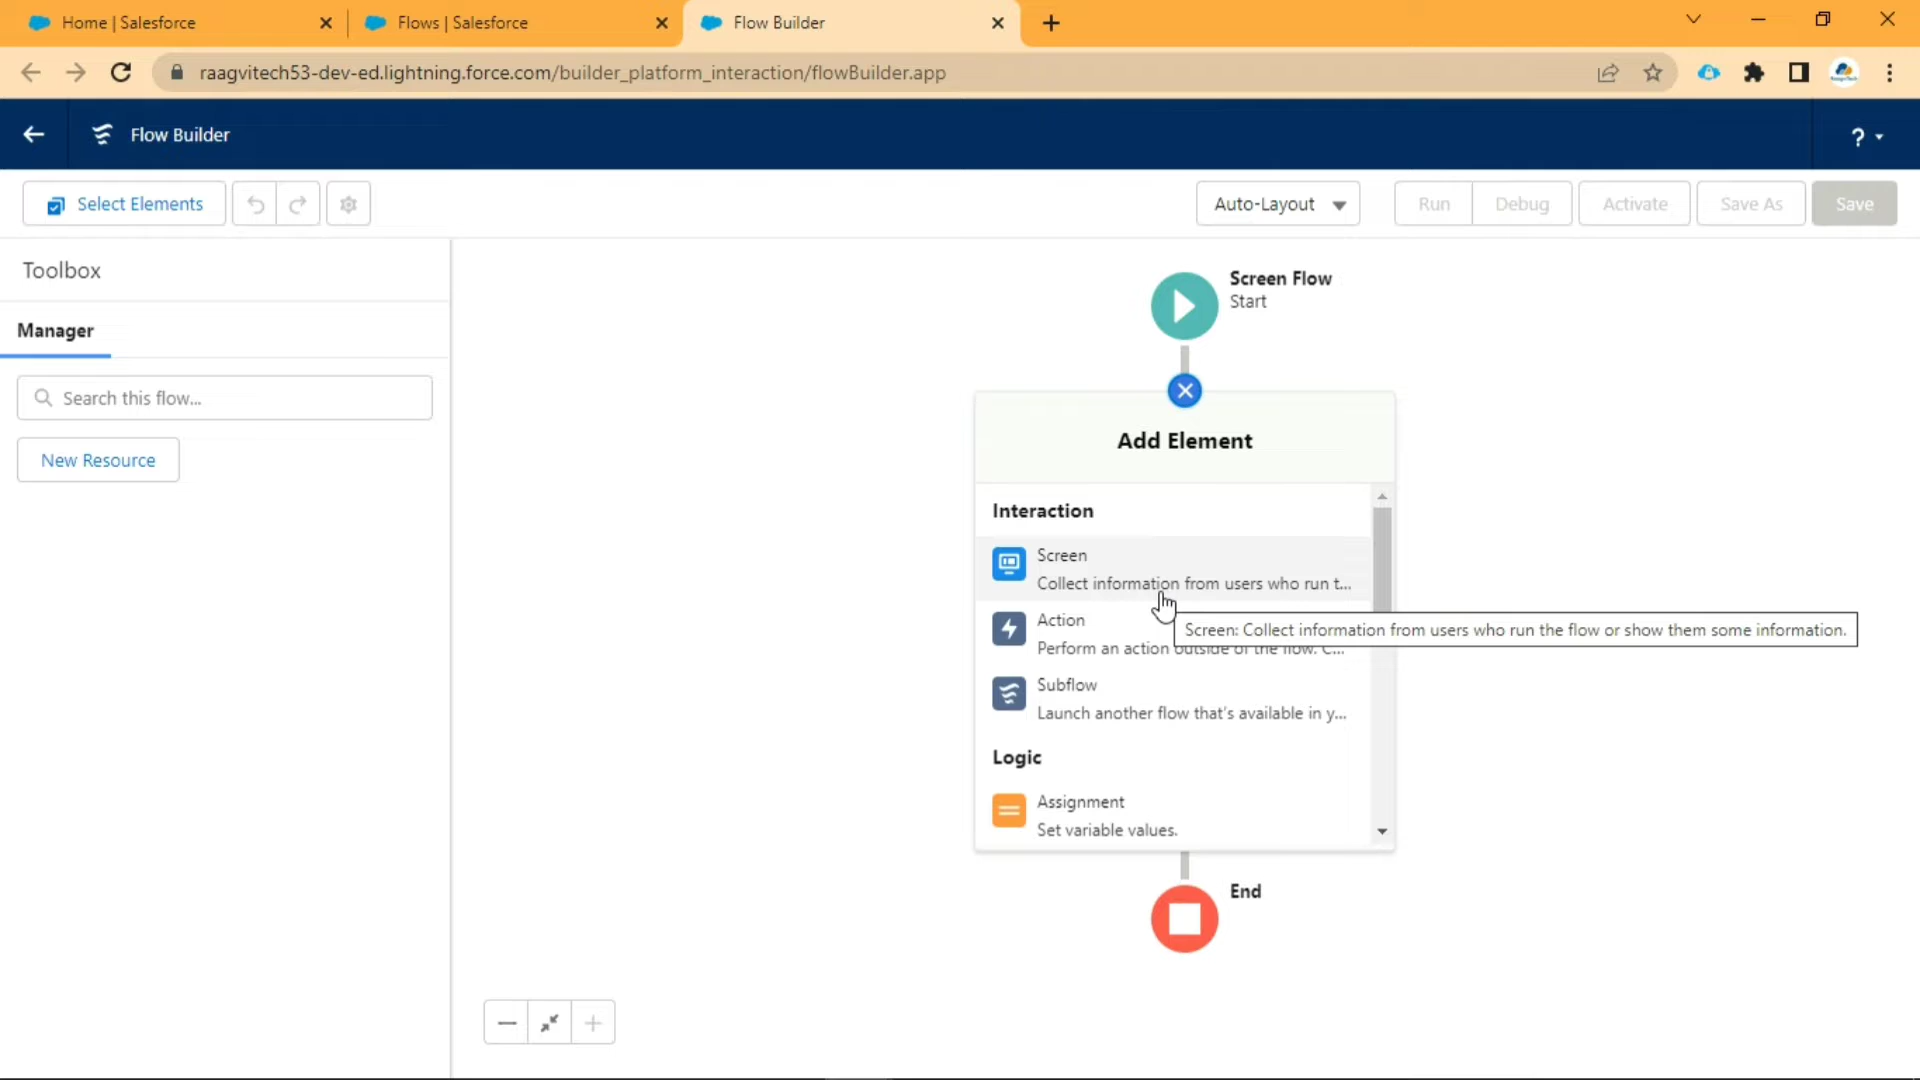 Home | Salesforce
Flows | Salesforce
Flow Builder
raagvitech53-dev-ed.lightning.force.com/builder_platform_interaction/flowBuilder.app
Flow Builder
?
Select Elements
Auto-Layout
Run
Debug
Activate
Save As
Save
Toolbox
Manager
Search this flow...
New Resource
Screen Flow
Start
Add Element
Interaction
Screen
Collect information from users who run t...
Action
Screen: Collect information from users who run the flow or show them some information.
Perform an action outside of the flow. C...
Subflow
Launch another flow that's available in y...
Logic
Assignment
Set variable values.
End